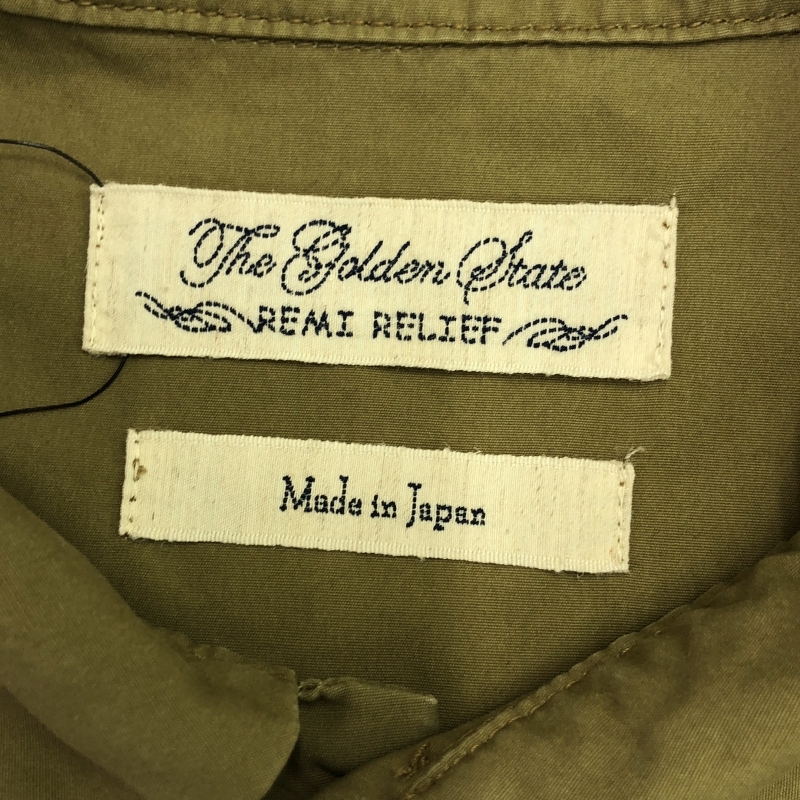 The Golden State
REMI RELIEF
Made in Japan